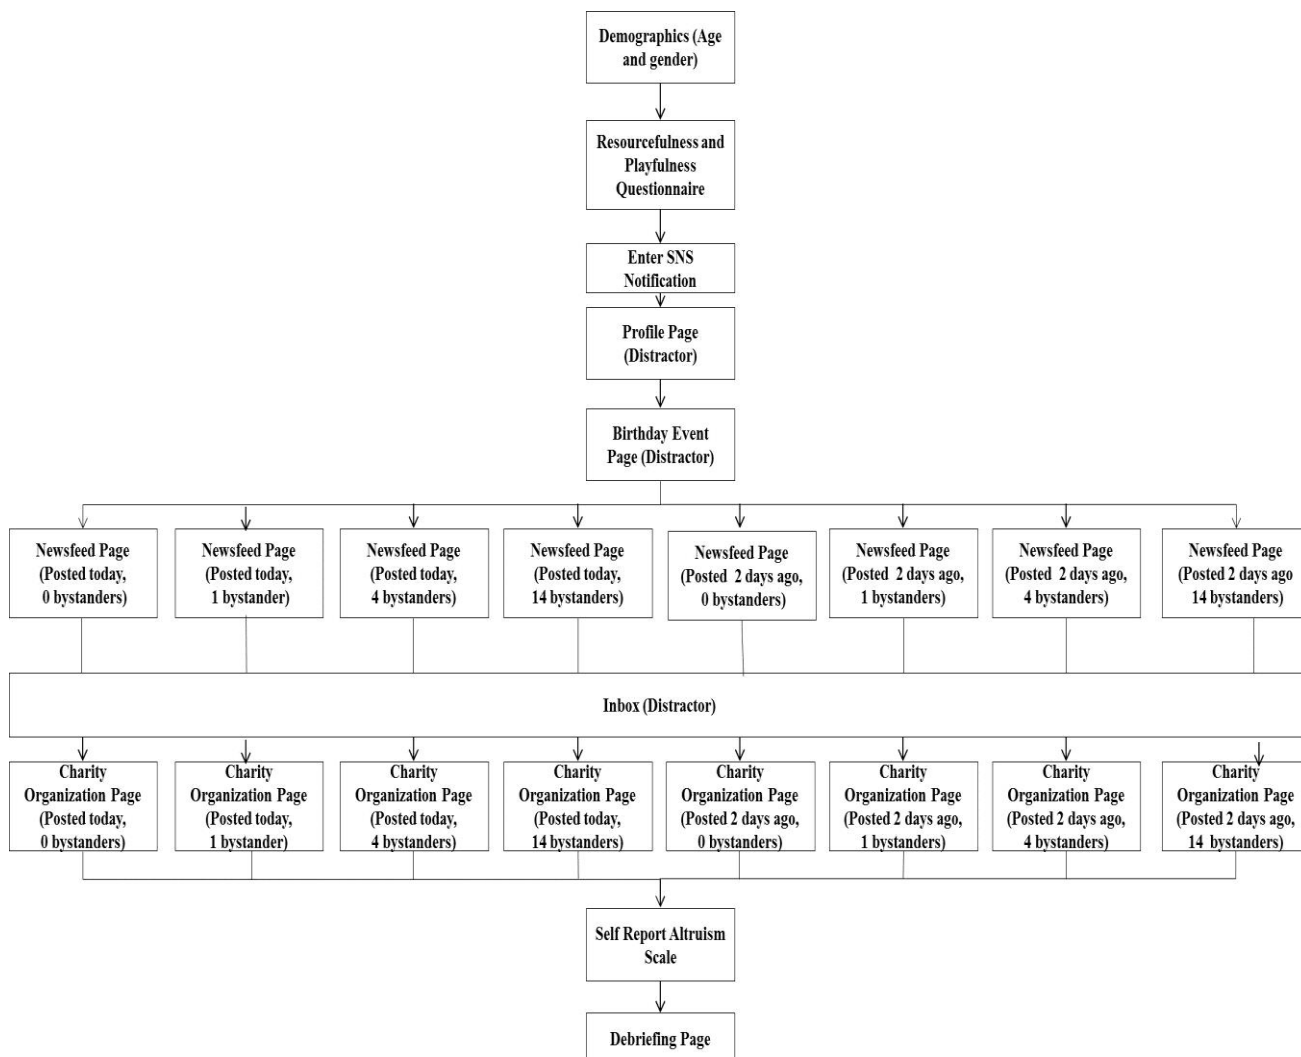 Demographics (Age
and gender)
Resourcefulness and
Playfulness
Questionnaire
Enter SNS
Notification
Profile Page
(Distractor)
Birthday Event
Page (Distractor)
Newsfeed Page
(Posted today,
0 bystanders)
Newsfeed Page
(Posted today,
1 bystander)
Newsfeed Page
(Posted today,
4 bystanders)
Newsfeed Page
(Posted today,
14 bystanders)
Newsfeed Page
(Posted 2 days ago,
0 bystanders)
Newsfeed Page
(Posted 2 days ago,
1 bystanders)
Newsfeed Page
(Posted 2 days ago,
4 bystanders)
Newsfeed Page
(Posted 2 days ago
14 bystanders)
Inbox (Distractor)
Charity
Organization Page
(Posted today,
0 bystanders)
Charity
Organization Page
(Posted today,
1 bystander)
Charity
Organization Page
(Posted today,
4 bystanders)
Charity
Organization Page
(Posted today,
14 bystanders)
Charity
Organization Page
(Posted 2 days ago,
0 bystanders)
Charity
Organization Page
(Posted 2 days ago,
1 bystanders)
Charity
Organization Page
(Posted 2 days ago,
4 bystanders)
Charity
Organization Page
(Posted 2 days ago,
14 bystanders)
Self Report Altruism
Scale
Debriefing Page